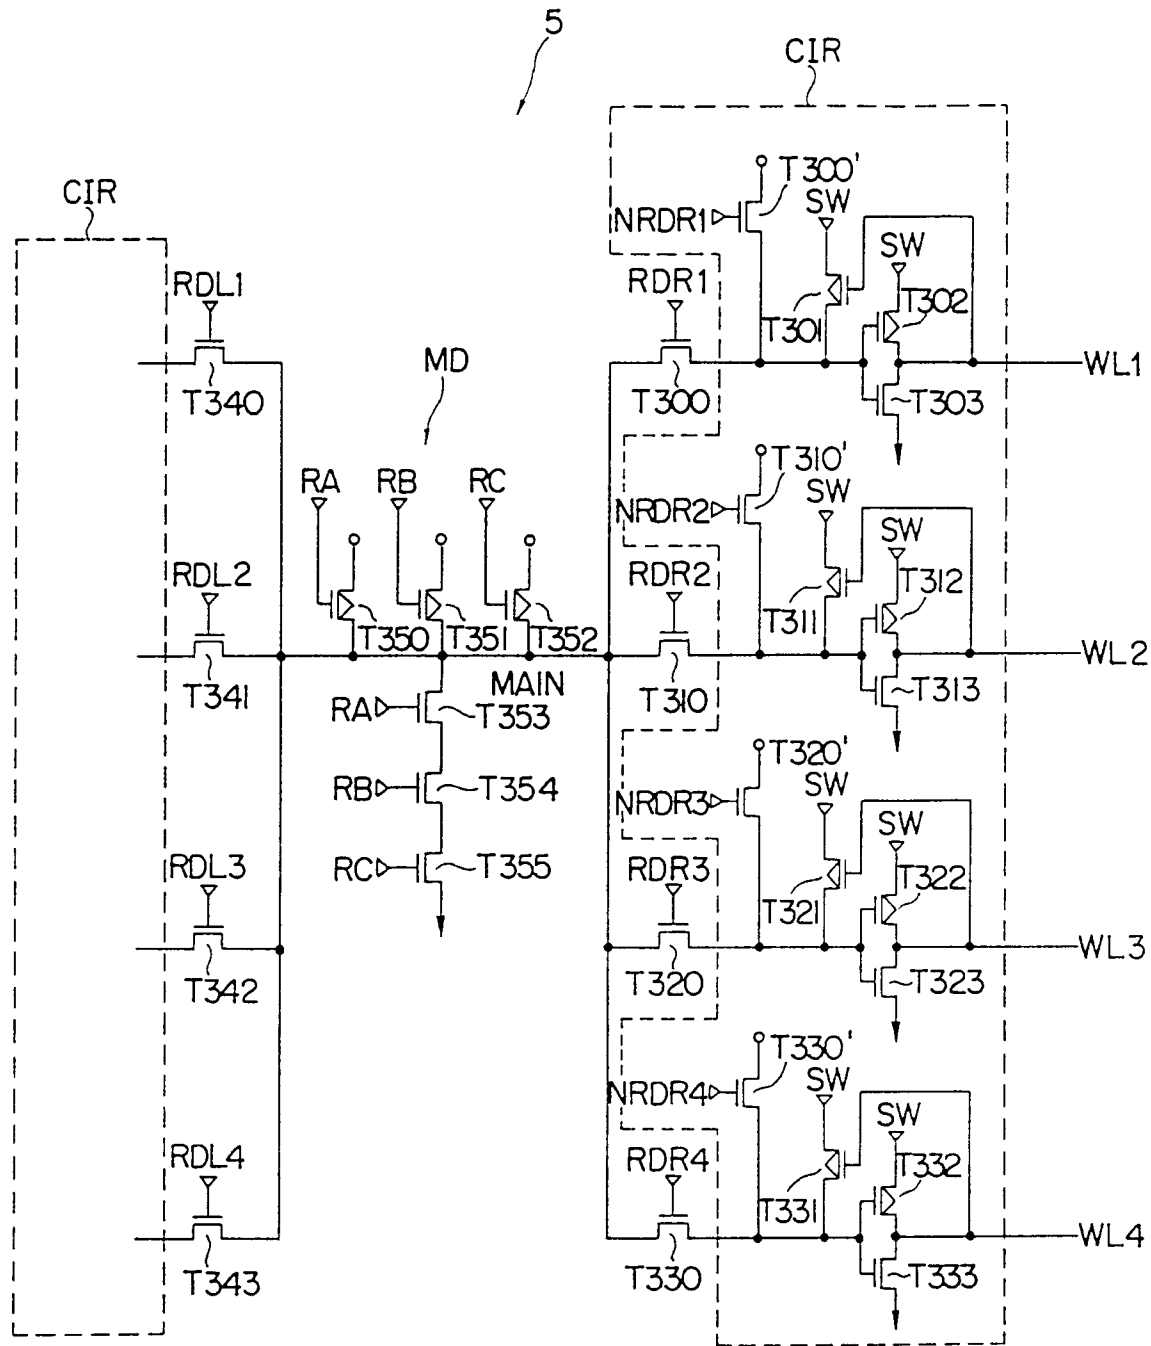 5
CIR
CIR
T300'
SW
NRDR1
SW
RDL1
RDR1
T302
T301
MD
WL1
T340
T300
T303
T310'
RA
RB
RC
SW
NRDR2
SW
RDL2
RDR2
T312
T311
T350
T351
T352
WL2
MAIN
T341
T310
T313
RA
T353
T320'
SW
RB
T354
NRDR3
SW
RDL3
RC
T355
RDR3
T322
T321
WL3
T342
T320
T323
T330'
SW
NRDR4
SW
RDL4
RDR4
T332
T331
WL4
T343
T330
T333